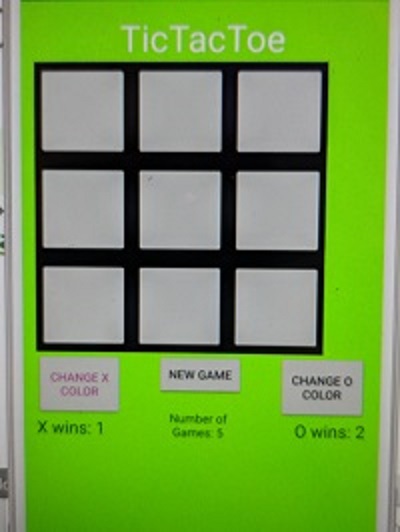 TicTacToe
CHANGE X
COLOR
NEW GAME
CHANGE O
COLOR
X wins: 1
Number of
Games: 5
O wins: 2